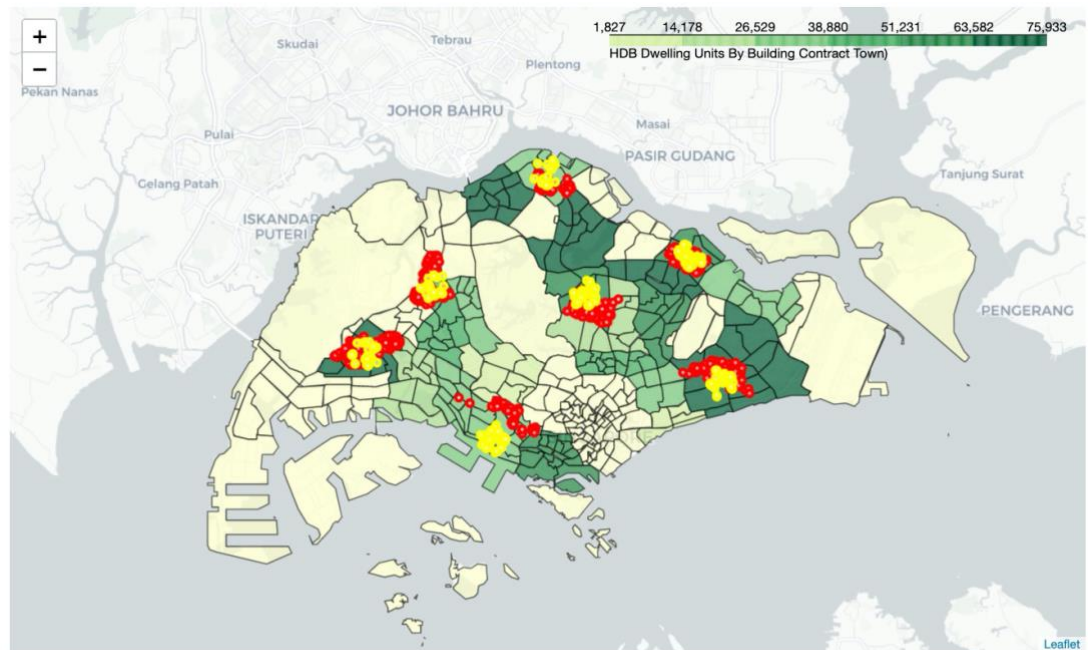 +
−
1,827 14,178 26,529 38,880 51,231 63,582 75,933
HDB Dwelling Units By Building Contract Town)
Skudai
Tebrau
Plentong
Pekan Nanas
JOHOR BAHRU
Masai
Pulai
PASIR GUDANG
Gelang Patah
Tanjung Surat
ISKANDAR
PUTERI
PENGERANG
Leaflet